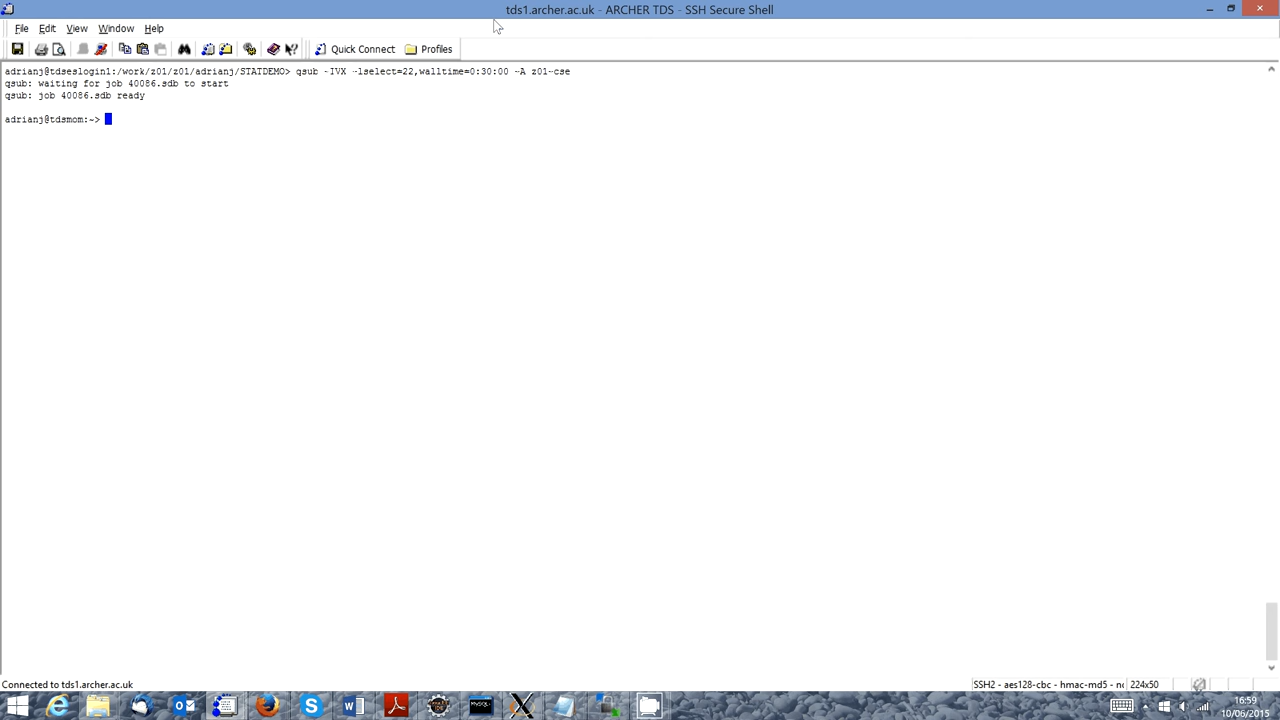 tds1.archer.ac.uk - ARCHER TDS - SSH Secure Shell
File Edit View Window Help
Quick Connect Profiles
adrianj@tdseslogin1:/work/z01/z01/adrianj/STATDEMO> qsub -IVX -lselect=22,walltime=0:30:00 -A z01-cse
qsub: waiting for job 40086.sdb to start
qsub: job 40086.sdb ready
adrianj@tdsmom:~>
Connected to tds1.archer.ac.uk
SSH2 - aes128-cbc - hmac-md5 - nc 224x50
16:59
10/06/2015